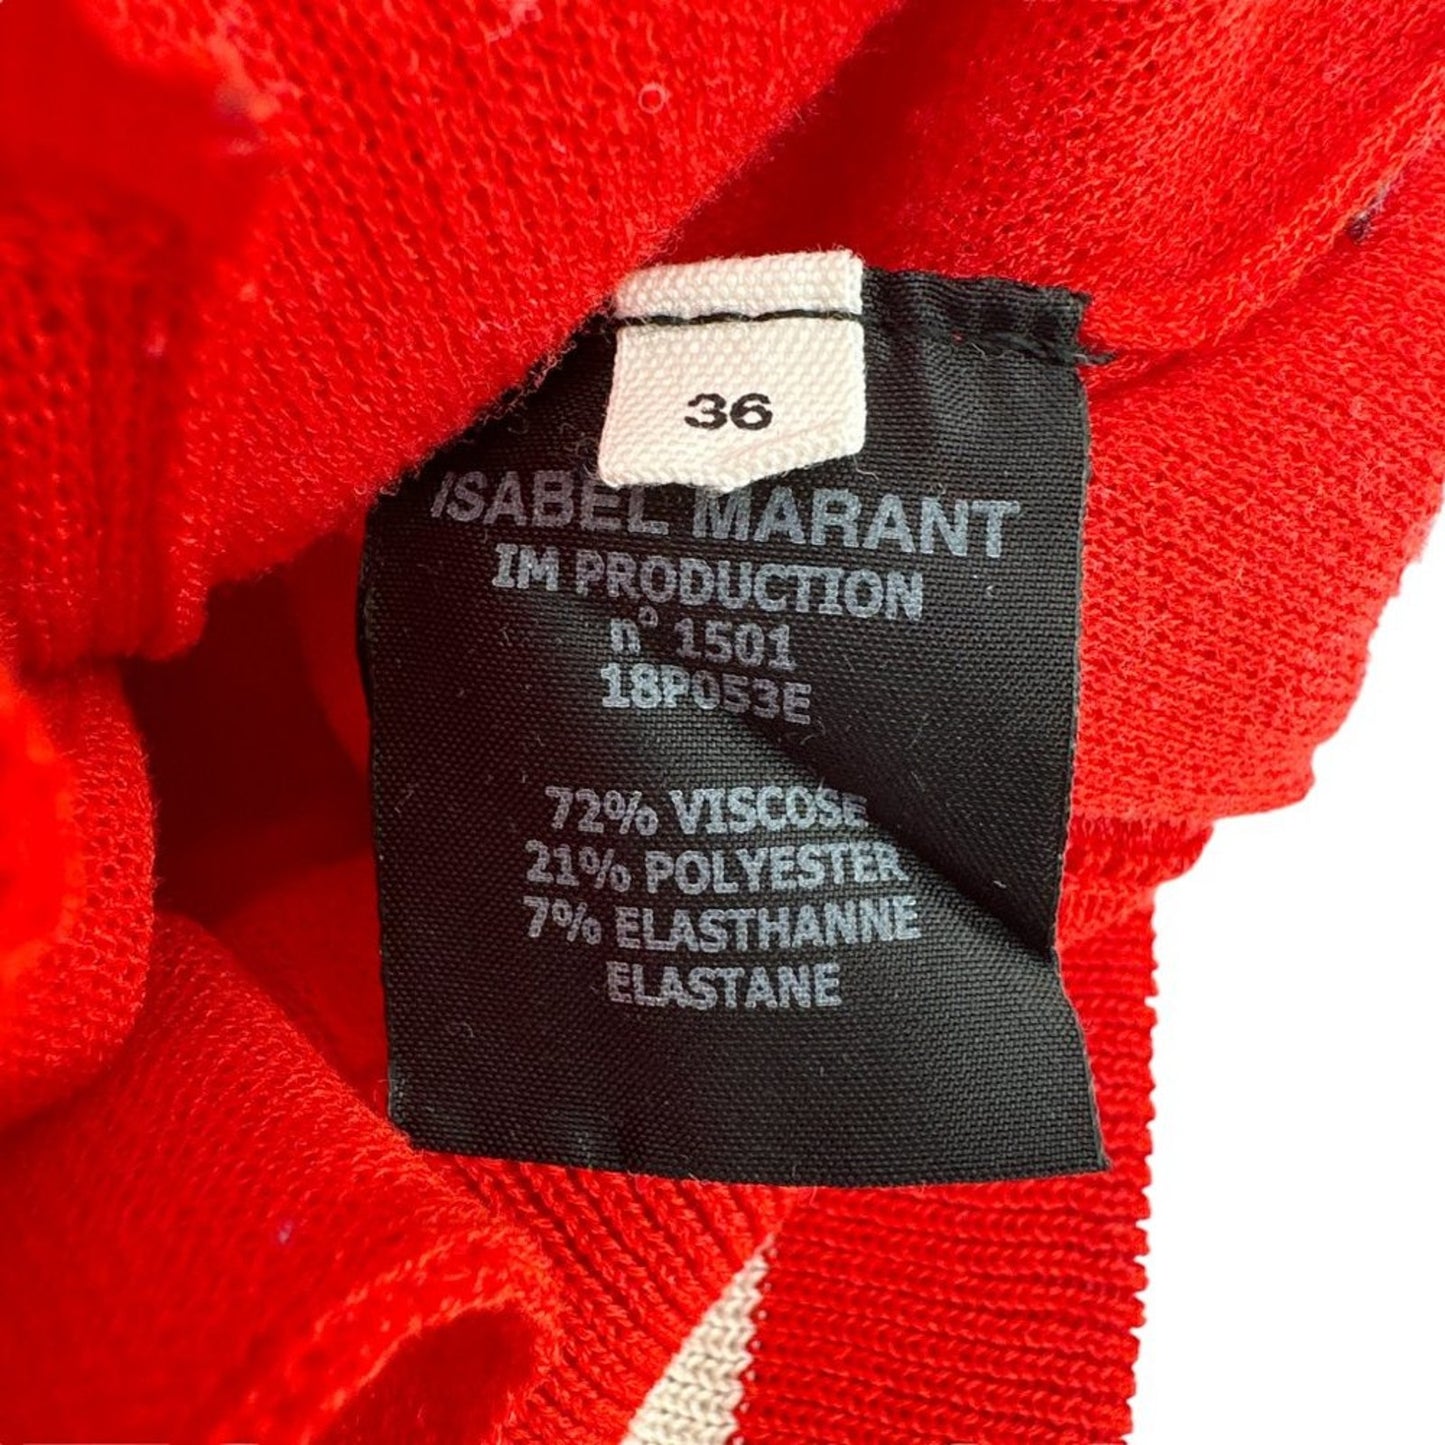 36
ISABEL MARANT
IM PRODUCTION
n° 1501
18P053E
72% VISCOSE
21% POLYESTER
7% ELASTHANNE
ELASTANE